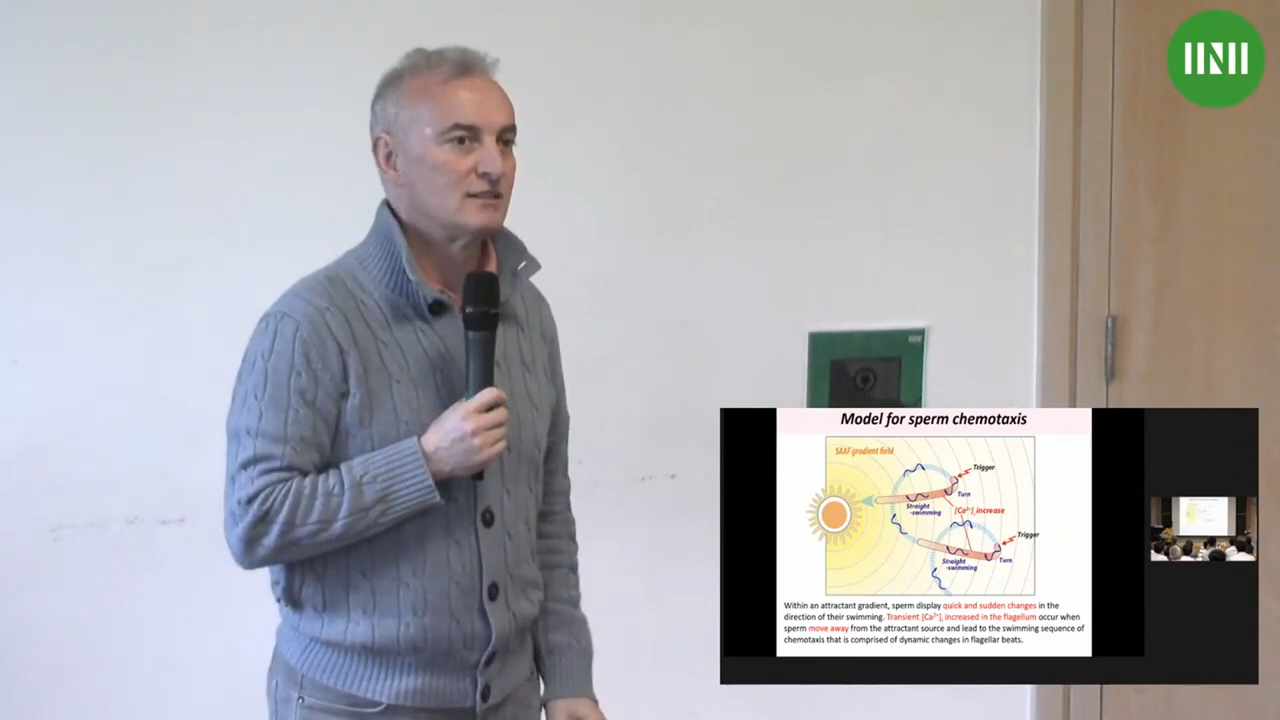 Model for sperm chemotaxis
SAAF gradient field
Trigger
Turn
Straight
-swimming
[Ca²⁺]ᵢ increase
Trigger
Straight
-swimming
Turn
Within an attractant gradient, sperm display quick and sudden changes in the
direction of their swimming. Transient [Ca²⁺]ᵢ increased in the flagellum occur when
sperm move away from the attractant source and lead to the swimming sequence of
chemotaxis that is comprised of dynamic changes in flagellar beats.